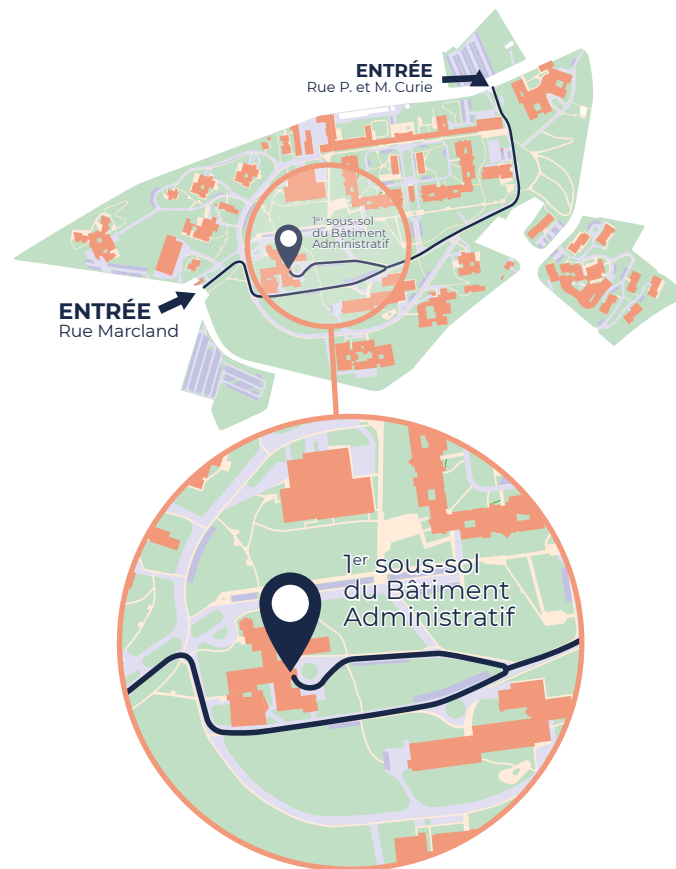 ENTRÉE
Rue P. et M. Curie
1er sous-sol
du Bâtiment
Administratif
ENTRÉE
Rue Marcland
1er sous-sol
du Bâtiment
Administratif